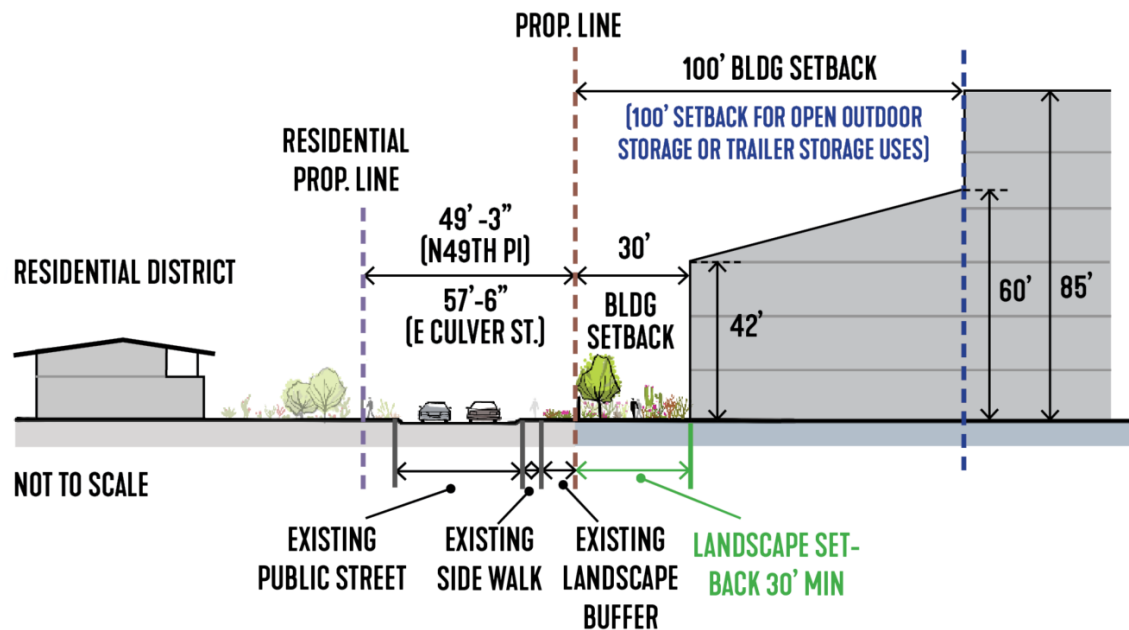 PROP. LINE
100' BLDG SETBACK
(100' SETBACK FOR OPEN OUTDOOR
STORAGE OR TRAILER STORAGE USES)
RESIDENTIAL
PROP. LINE
49' -3"
(N49TH Pl)
57'-6"
(E CULVER ST.)
30'
BLDG
SETBACK
RESIDENTIAL DISTRICT
42'
60'
85'
NOT TO SCALE
EXISTING
PUBLIC STREET
EXISTING
SIDE WALK
EXISTING
LANDSCAPE
BUFFER
LANDSCAPE SET-
BACK 30' MIN